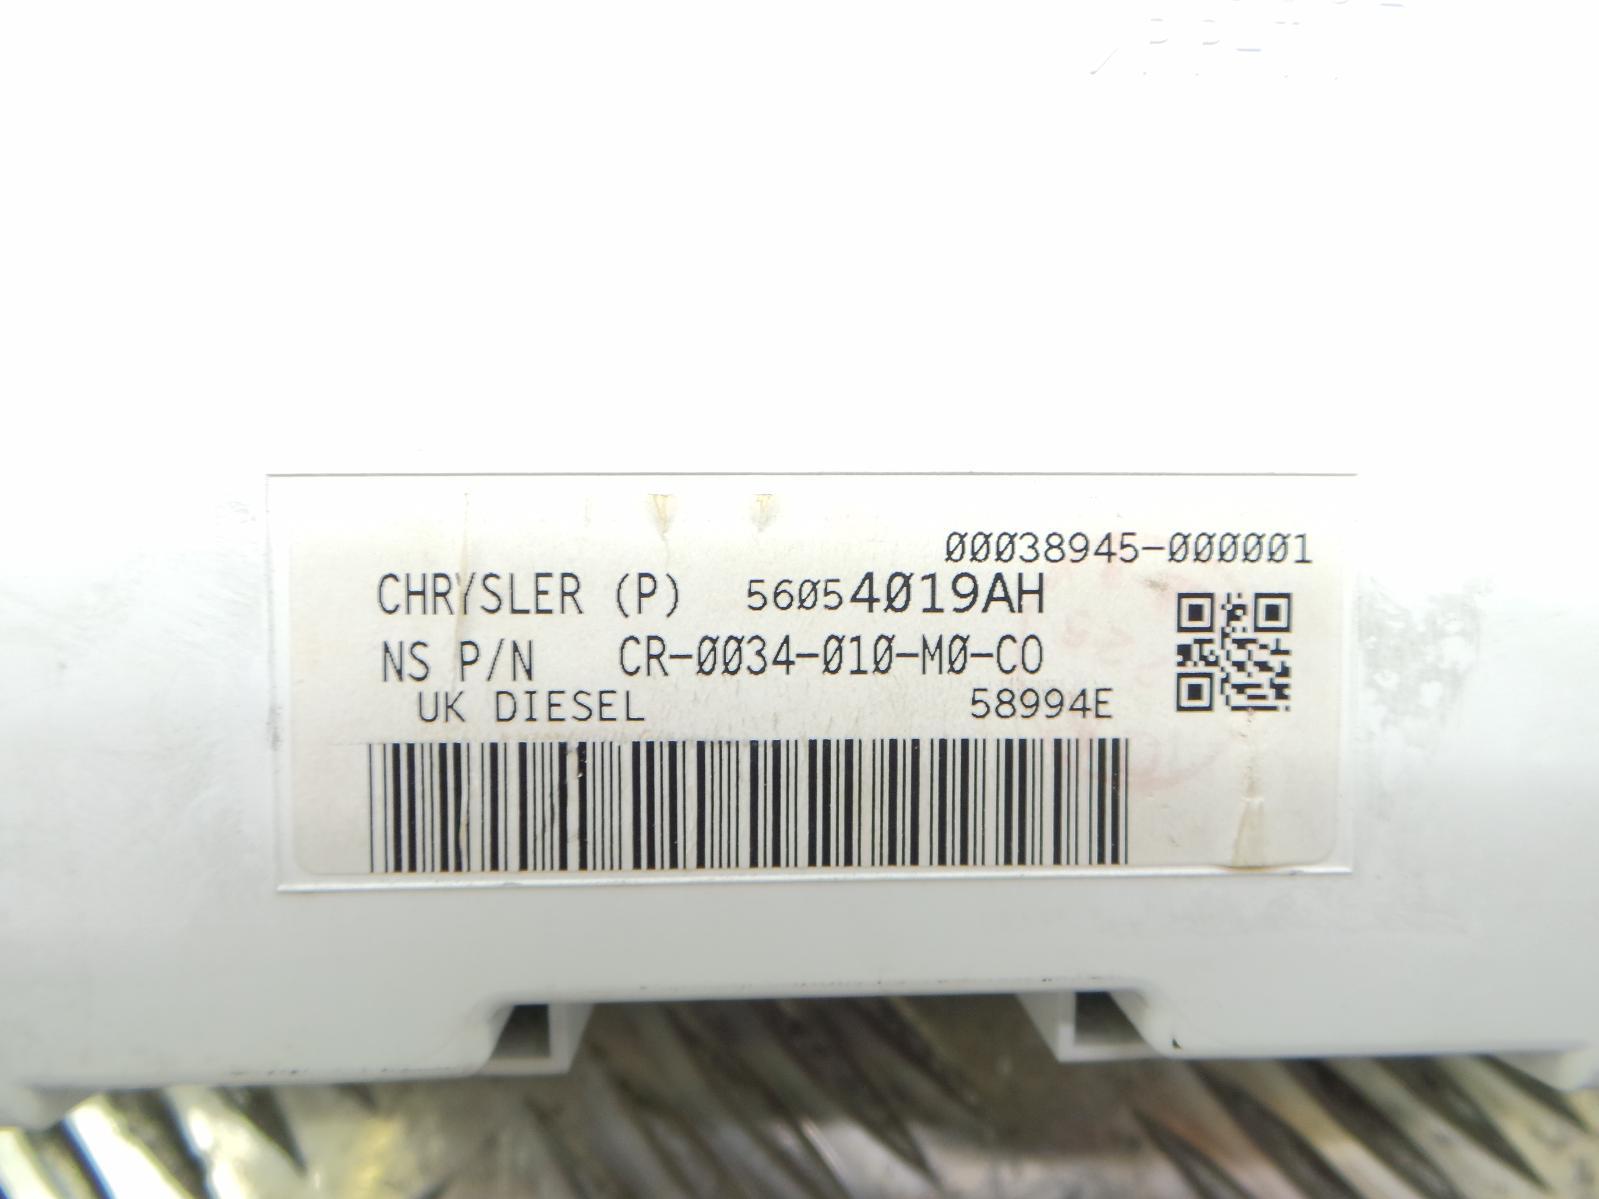 00038945-000001
CHRYSLER (P) 56054019AH
NS P/N CR-0034-010-M0-CO
UK DIESEL 58994E